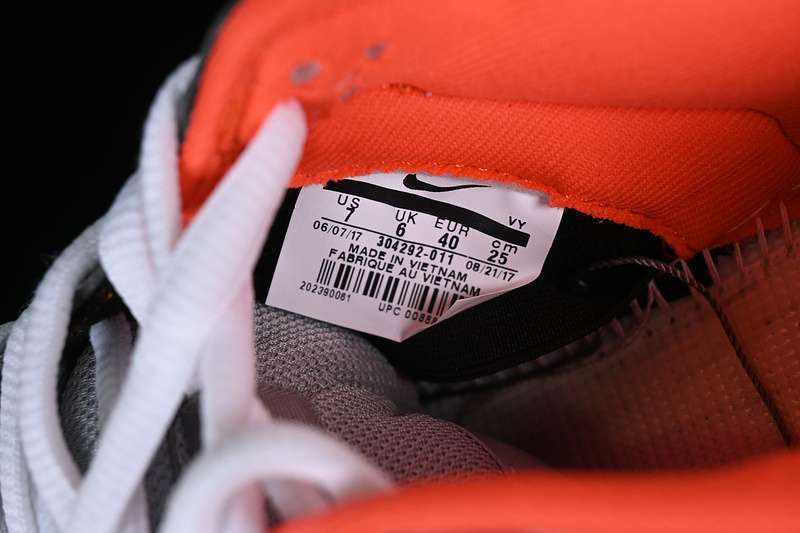 US UK EUR cm VY
7 6 40 25
06/07/17 304292-011 08/21/17
MADE IN VIETNAM
FABRIQUE AU VIETNAM
202390061
UPC 00882